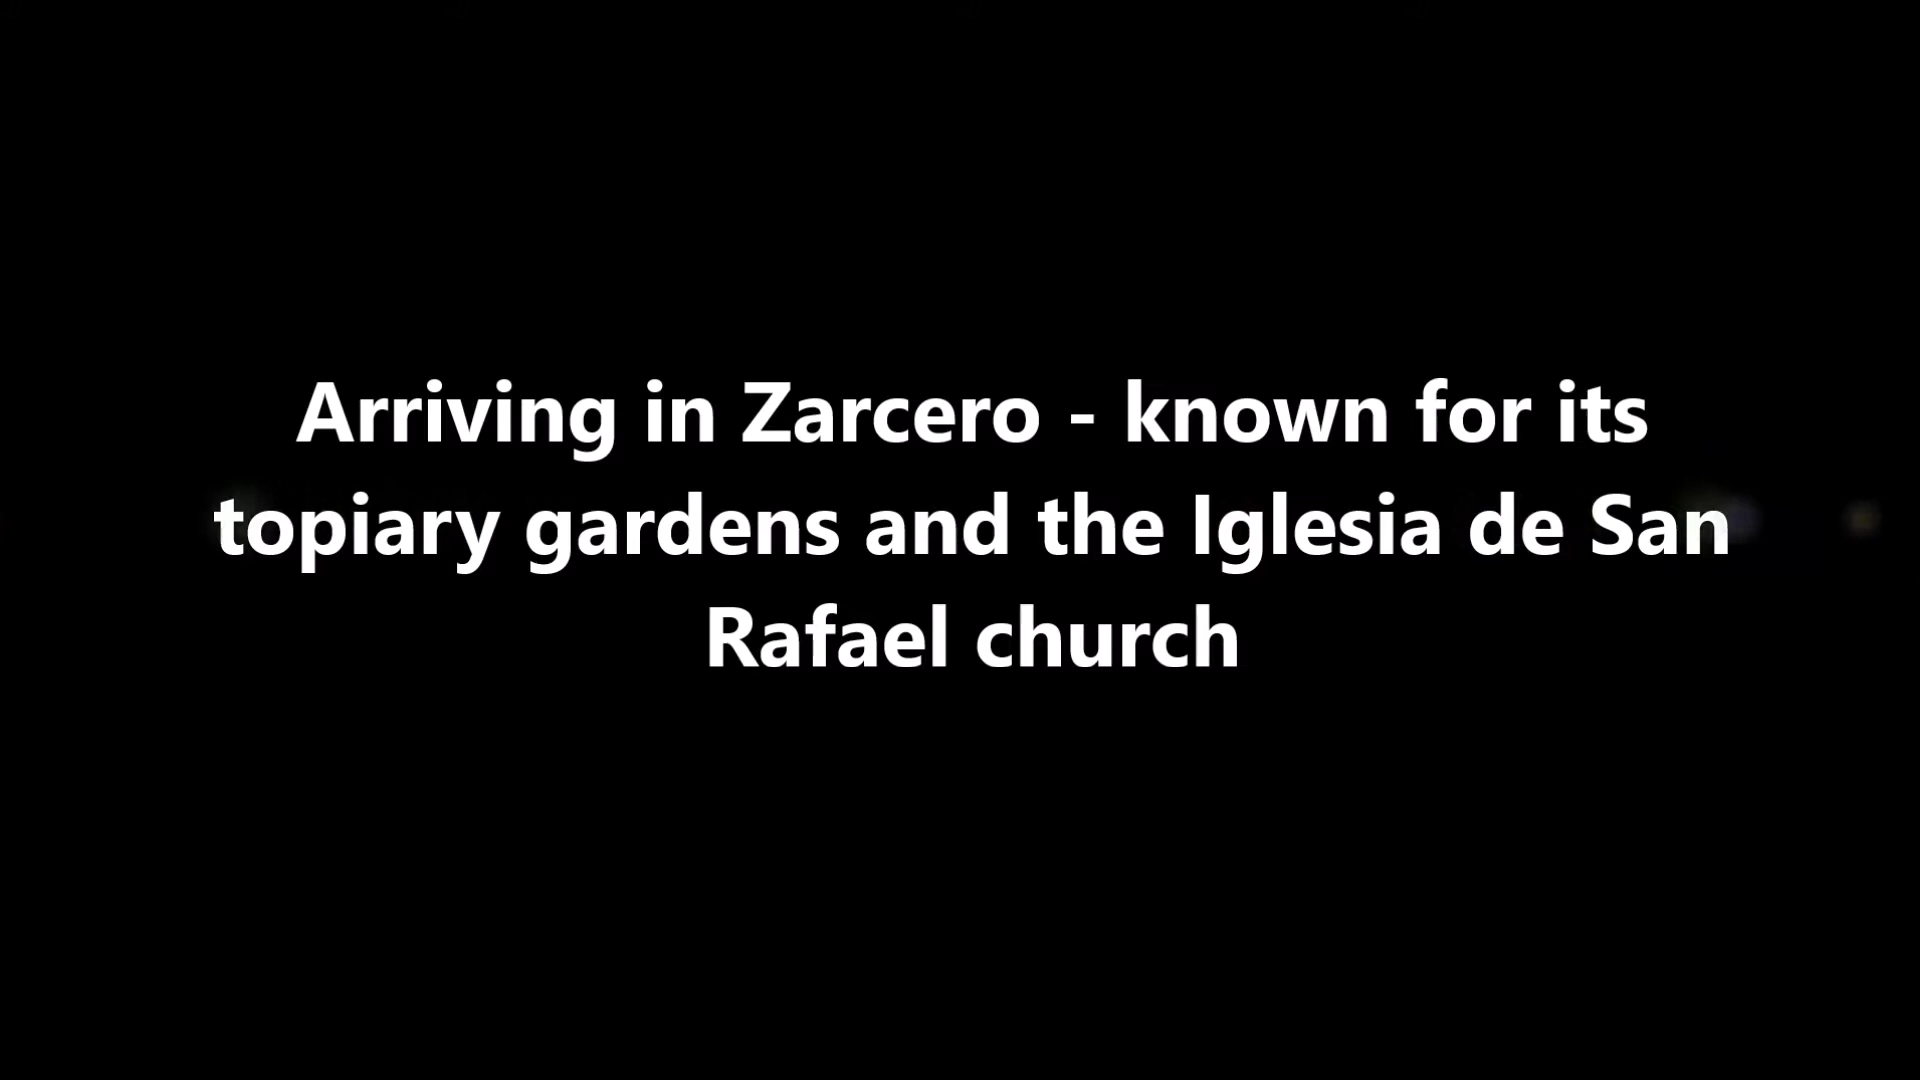 Arriving in Zarcero - known for its
topiary gardens and the Iglesia de San
Rafael church